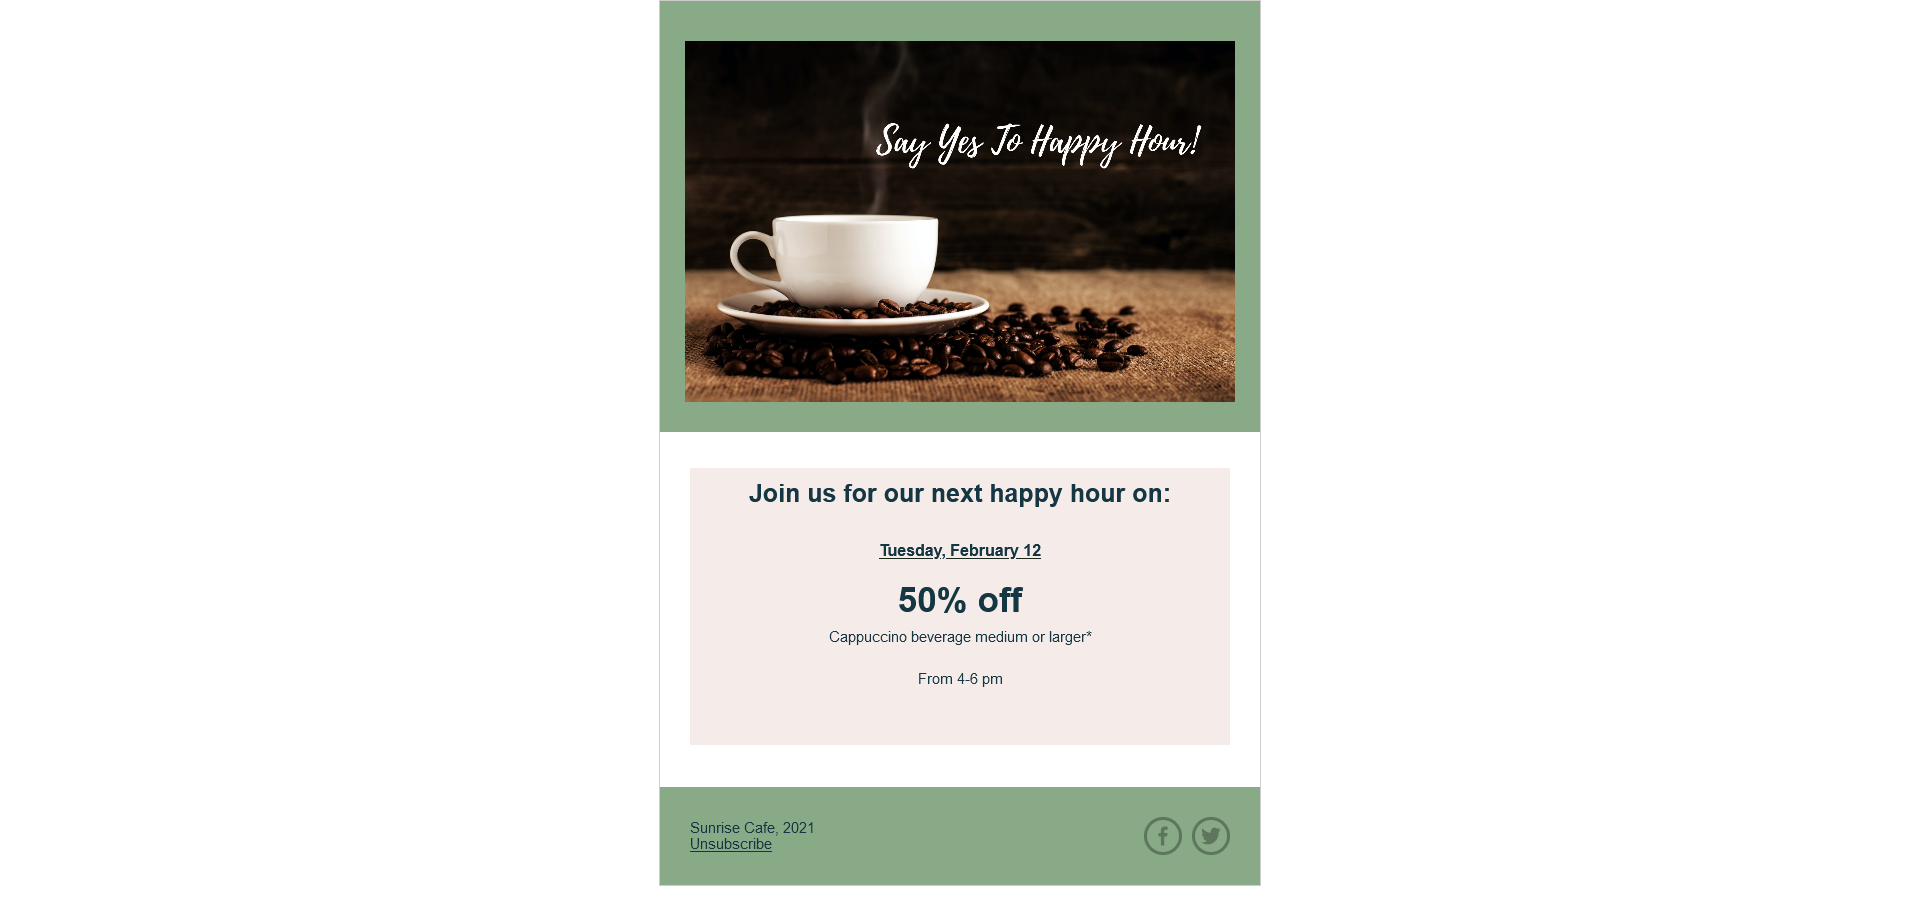 Say Yes To Happy Hour!
Join us for our next happy hour on:
Tuesday, February 12
50% off
Cappuccino beverage medium or larger*
From 4-6 pm
Sunrise Cafe, 2021
Unsubscribe